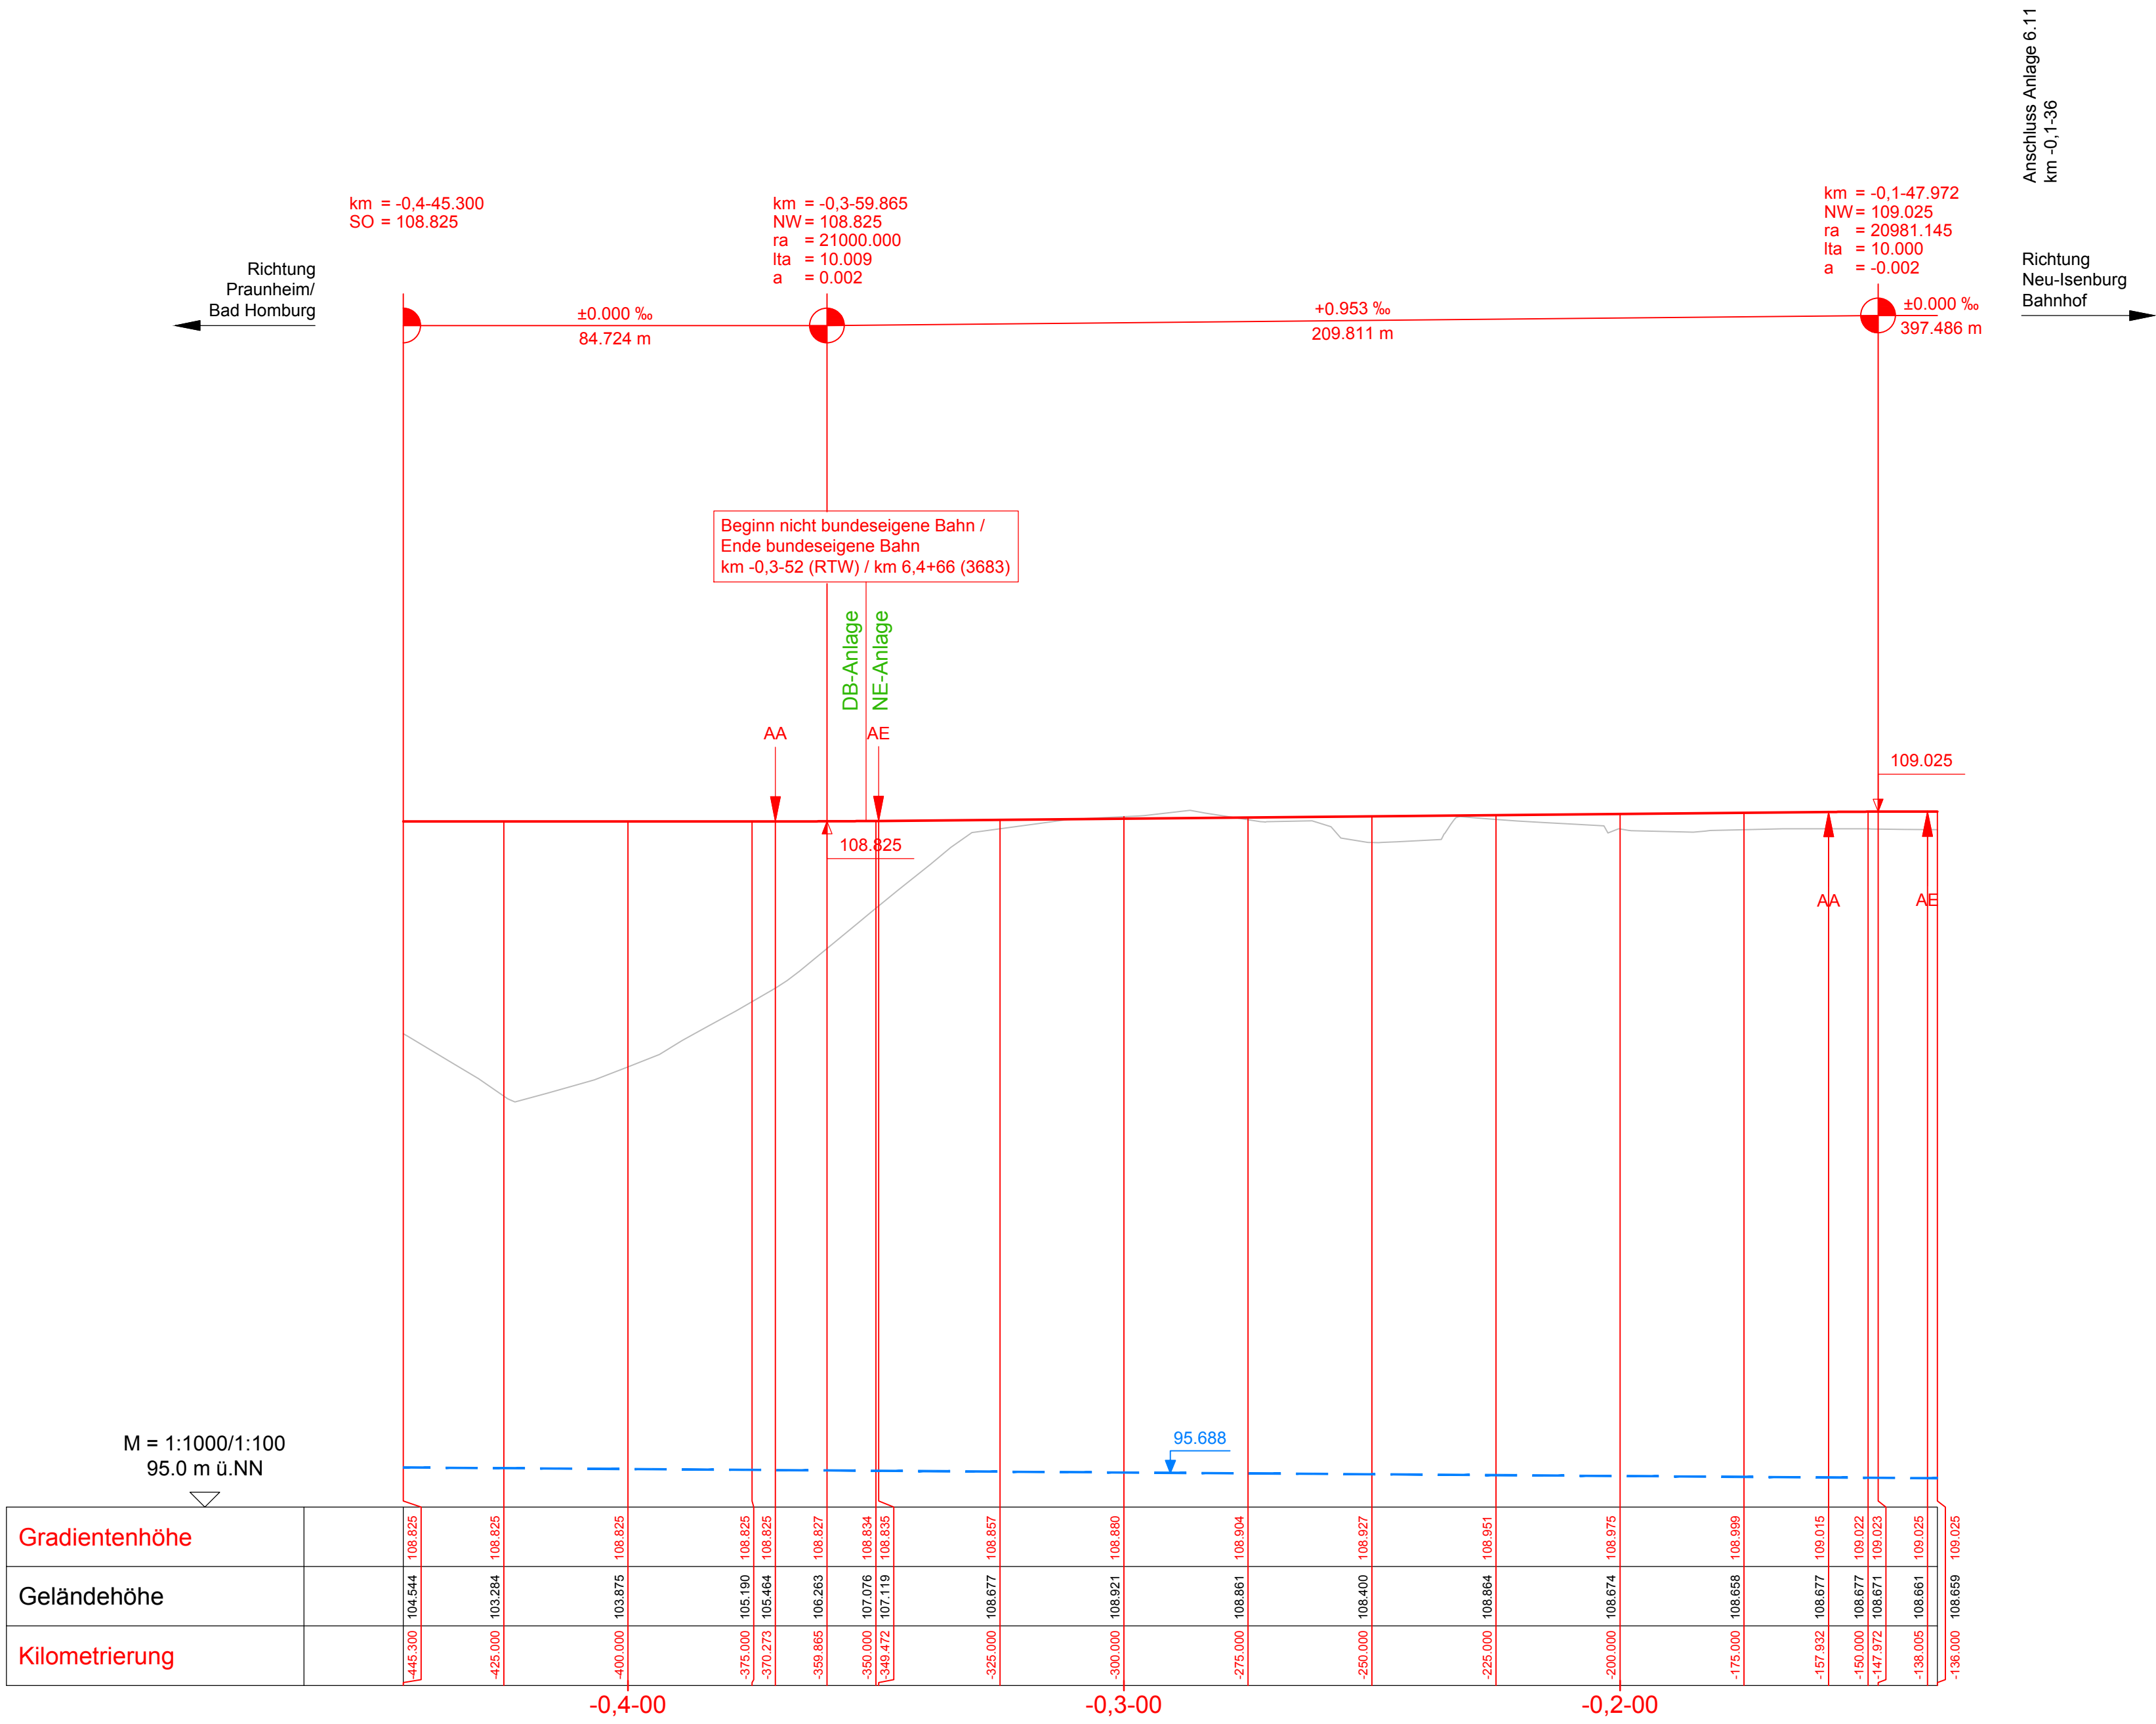 Anschluss Anlage 6.11
km -0,1-36
km = -0,4-45.300
SO = 108.825
km = -0,3-59.865
NW = 108.825
ra = 21000.000
lta = 10.009
a = 0.002
km = -0,1-47.972
NW = 109.025
ra = 20981.145
lta = 10.000
a = -0.002
Richtung
Praunheim/
Bad Homburg
Richtung
Neu-Isenburg
Bahnhof
±0.000 ‰
84.724 m
+0.953 ‰
209.811 m
±0.000 ‰
397.486 m
Beginn nicht bundeseigene Bahn /
Ende bundeseigene Bahn
km -0,3-52 (RTW) / km 6,4+66 (3683)
DB-Anlage
NE-Anlage
AA
AE
109.025
108.825
AA
AE
95.688
M = 1:1000/1:100
95.0 m ü.NN
Gradientenhöhe
108.825 108.825 108.825 108.825 108.825 108.827 108.834 108.835 108.857 108.880 108.904 108.927 108.951 108.975 108.999 109.015 109.022 109.023 109.025 109.025
Geländehöhe
104.544 103.284 103.875 105.190 105.464 106.263 107.076 107.119 108.677 108.921 108.861 108.400 108.864 108.674 108.658 108.677 108.677 108.671 108.661 108.659
Kilometrierung
-445.300 -425.000 -400.000 -375.000 -370.273 -359.865 -350.000 -349.472 -325.000 -300.000 -275.000 -250.000 -225.000 -200.000 -175.000 -157.932 -150.000 -147.972 -138.005 -136.000
-0,4-00 -0,3-00 -0,2-00